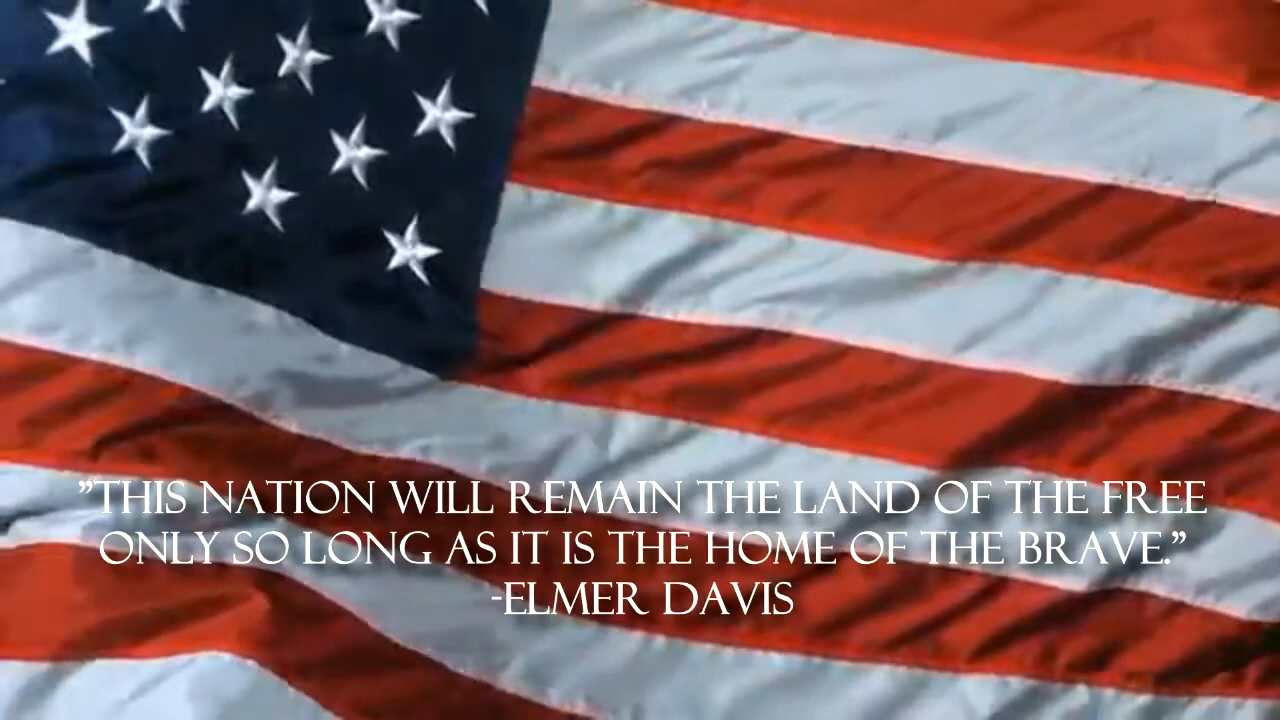 "THIS NATION WILL REMAIN THE LAND OF THE FREE
ONLY SO LONG AS IT IS THE HOME OF THE BRAVE."
-ELMER DAVIS